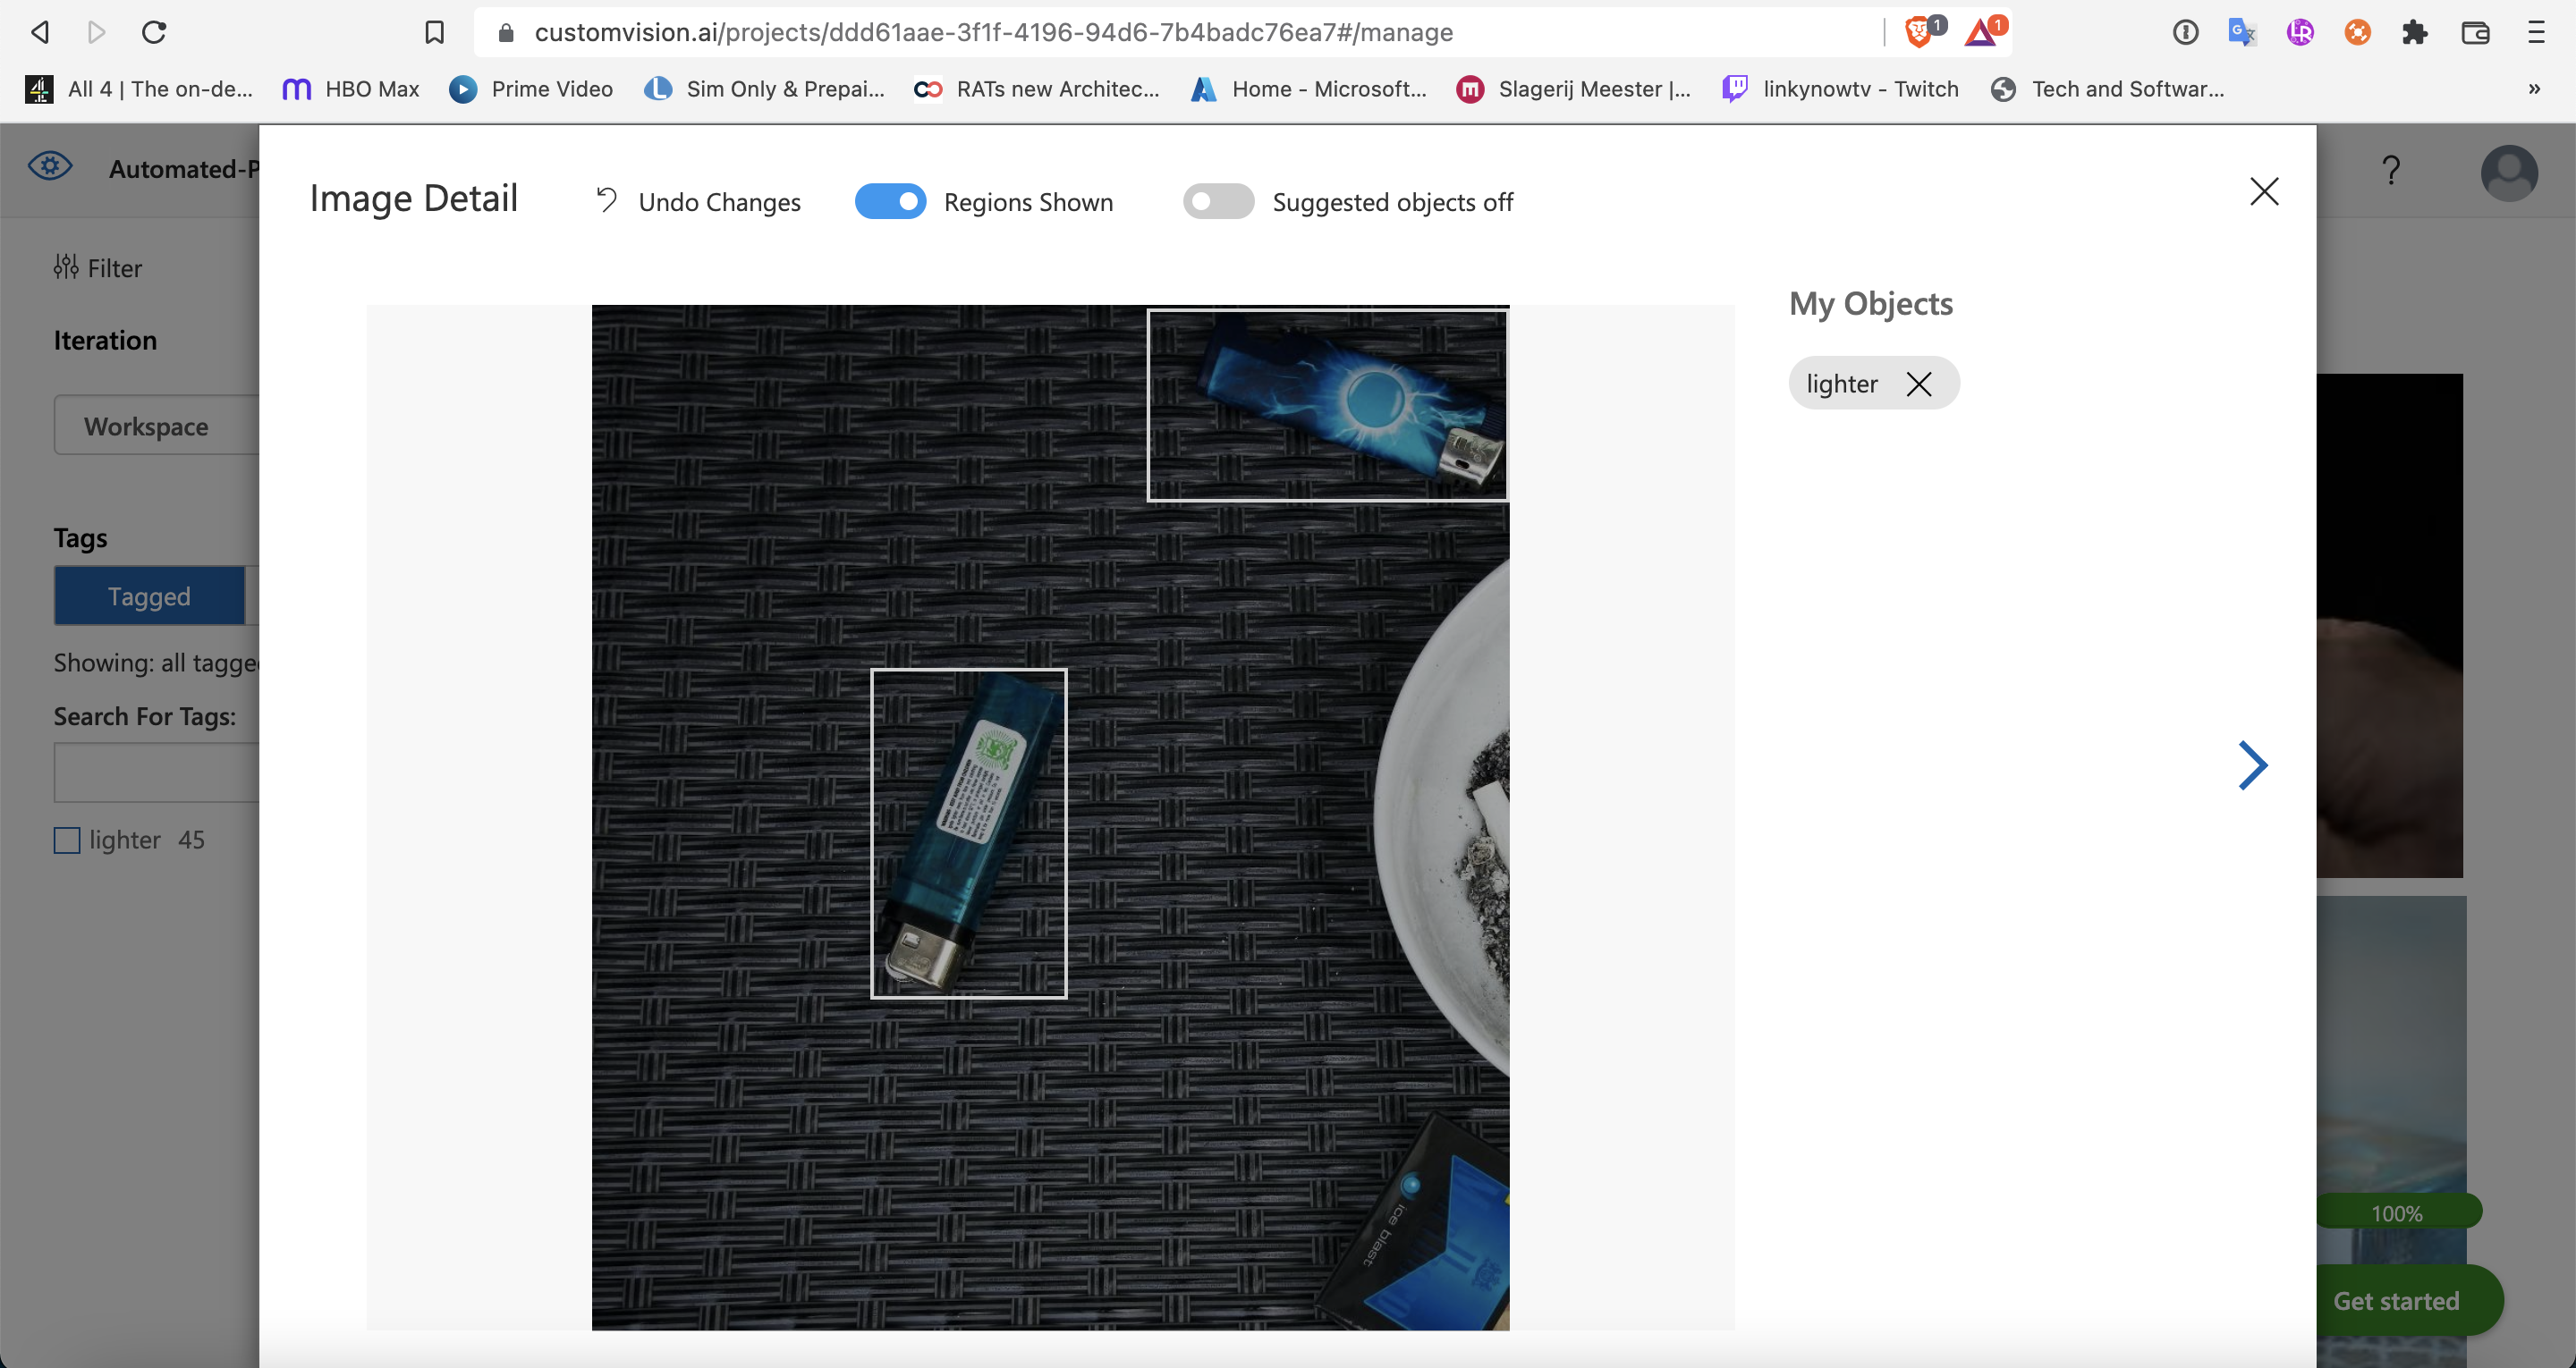 customvision.ai/projects/ddd61aae-3f1f-4196-94d6-7b4badc76ea7#/manage
1
1
All 4 | The on-de...
HBO Max
Prime Video
Sim Only & Prepai...
RATs new Architec...
Home - Microsoft...
Slagerij Meester |...
linkynowtv - Twitch
Tech and Softwar...
»
Automated-P
?
Image Detail
Undo Changes
Regions Shown
Suggested objects off
Filter
Iteration
Workspace
Tags
Tagged
Showing: all tagge
Search For Tags:
lighter 45
My Objects
lighter
ice blast
100%
Get started